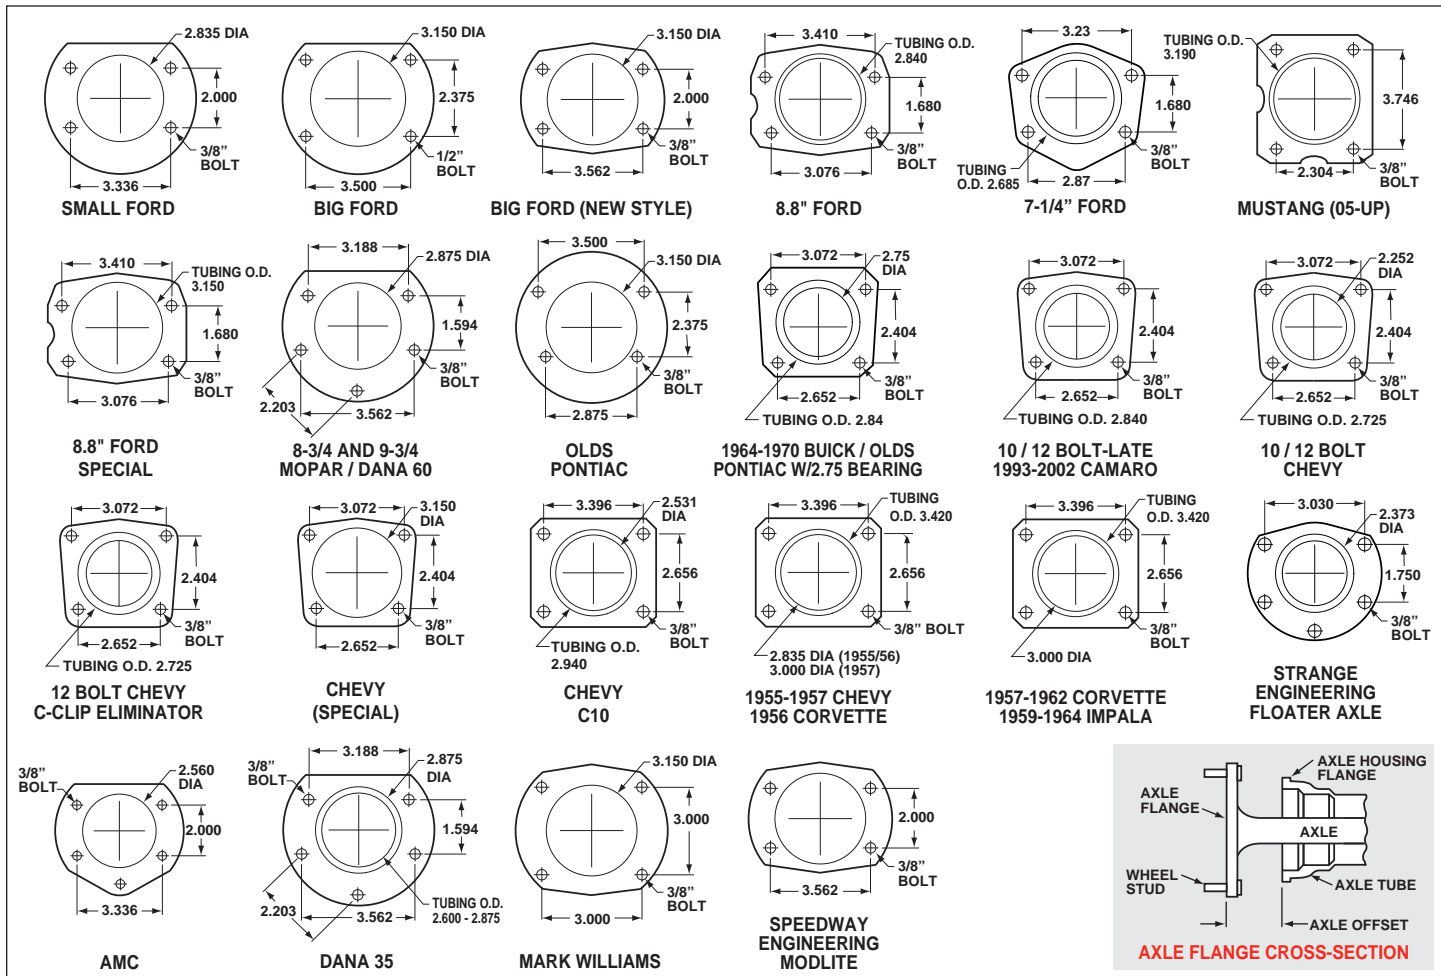 2.835 DIA
2.000
3/8”
BOLT
3.336
SMALL FORD
3.150 DIA
2.375
1/2”
BOLT
3.500
BIG FORD
3.150 DIA
2.000
3/8”
BOLT
3.562
BIG FORD (NEW STYLE)
3.410
TUBING O.D.
2.840
1.680
3/8”
BOLT
3.076
8.8" FORD
3.23
1.680
TUBING
O.D. 2.685
3/8”
BOLT
2.87
7-1/4” FORD
TUBING O.D.
3.190
3.746
2.304
3/8”
BOLT
MUSTANG (05-UP)
3.410
TUBING O.D.
3.150
1.680
3/8”
BOLT
3.076
8.8" FORD
SPECIAL
3.188
2.875 DIA
1.594
3/8”
BOLT
2.203
3.562
8-3/4 AND 9-3/4
MOPAR / DANA 60
3.500
3.150 DIA
2.375
3/8”
BOLT
2.875
OLDS
PONTIAC
3.072
2.75
DIA
2.404
3/8”
BOLT
2.652
TUBING O.D. 2.84
1964-1970 BUICK / OLDS
PONTIAC W/2.75 BEARING
3.072
2.404
3/8”
BOLT
2.652
TUBING O.D. 2.840
10 / 12 BOLT-LATE
1993-2002 CAMARO
3.072
2.252
DIA
2.404
3/8”
BOLT
2.652
TUBING O.D. 2.725
10 / 12 BOLT
CHEVY
3.072
2.404
3/8”
BOLT
2.652
TUBING O.D. 2.725
12 BOLT CHEVY
C-CLIP ELIMINATOR
3.072
3.150
DIA
2.404
3/8”
BOLT
2.652
CHEVY
(SPECIAL)
3.396
2.531
DIA
2.656
3/8”
BOLT
TUBING O.D.
2.940
CHEVY
C10
3.396
TUBING
O.D. 3.420
2.656
3/8” BOLT
2.835 DIA (1955/56)
3.000 DIA (1957)
1955-1957 CHEVY
1956 CORVETTE
3.396
TUBING
O.D. 3.420
2.656
3/8”
BOLT
3.000 DIA
1957-1962 CORVETTE
1959-1964 IMPALA
3.030
2.373
DIA
1.750
3/8”
BOLT
STRANGE
ENGINEERING
FLOATER AXLE
3/8”
BOLT
2.560
DIA
2.000
3.336
AMC
3/8”
BOLT
3.188
2.875
DIA
1.594
2.203
3.562
TUBING O.D.
2.600 - 2.875
DANA 35
3.150 DIA
3.000
3/8”
BOLT
3.000
MARK WILLIAMS
2.000
3/8”
BOLT
3.562
SPEEDWAY
ENGINEERING
MODLITE
AXLE HOUSING
FLANGE
AXLE
FLANGE
AXLE
WHEEL
STUD
AXLE TUBE
AXLE OFFSET
AXLE FLANGE CROSS-SECTION